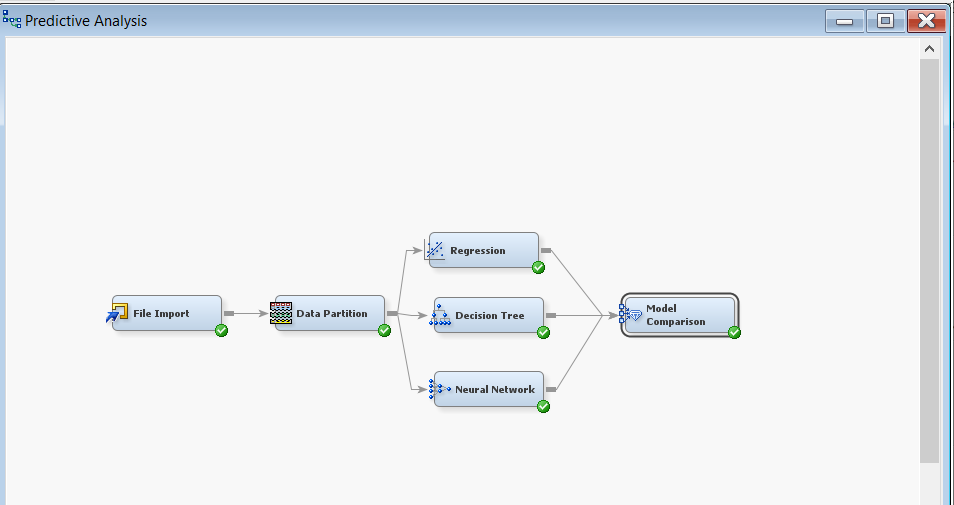 Predictive Analysis
Regression
File Import
Data Partition
Decision Tree
Model
Comparison
Neural Network